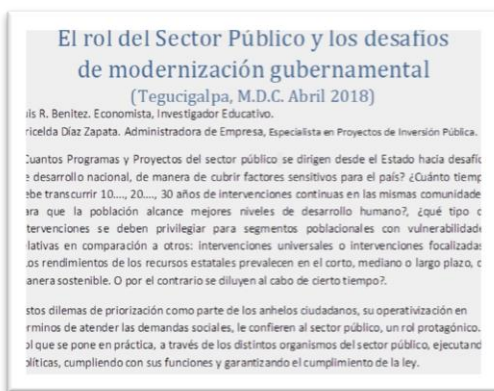 El rol del Sector Público y los desafíos
de modernización gubernamental
(Tegucigalpa, M.D.C. Abril 2018)
uis R. Benitez. Economista, Investigador Educativo.
ricelda Díaz Zapata. Administradora de Empresa, Especialista en Proyectos de Inversión Pública.
Cuantos Programas y Proyectos del sector público se dirigen desde el Estado hacia desafío
e desarrollo nacional, de manera de cubrir factores sensitivos para el país? ¿Cuánto tiemp
ebe transcurrir 10...., 20...., 30 años de intervenciones continuas en las mismas comunidade
ara que la población alcance mejores niveles de desarrollo humano?, ¿qué tipo d
tervenciones se deben privilegiar para segmentos poblacionales con vulnerabilida
lativas en comparación a otros: intervenciones universales o intervenciones focalizadas
os rendimientos de los recursos estatales prevalecen en el corto, mediano o largo plazo, d
anera sostenible. O por el contrario se diluyen al cabo de cierto tiempo?.
stos dilemas de priorización como parte de los anhelos ciudadanos, su operativización en
rminos de atender las demandas sociales, le confieren al sector público, un rol protagónico.
ol que se pone en práctica, a través de los distintos organismos del sector público, ejecutand
olíticas, cumpliendo con sus funciones y garantizando el cumplimiento de la ley.